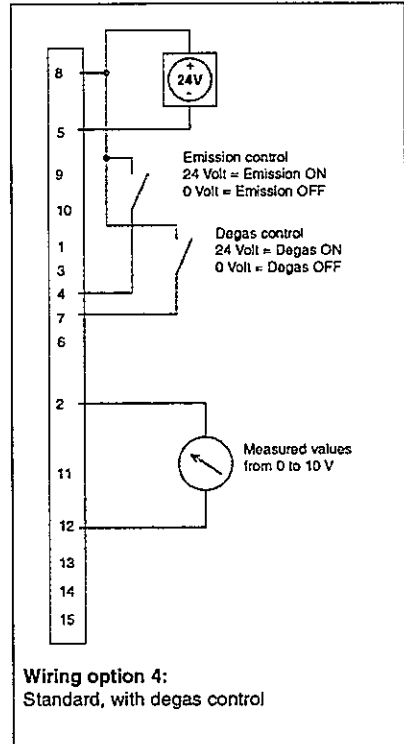 8
+
24V
-
5
Emission control
24 Volt = Emission ON
0 Volt = Emission OFF
9
10
Degas control
24 Volt = Degas ON
0 Volt = Degas OFF
1
3
4
7
6
2
Measured values
from 0 to 10 V
11
12
13
14
15
Wiring option 4:
Standard, with degas control